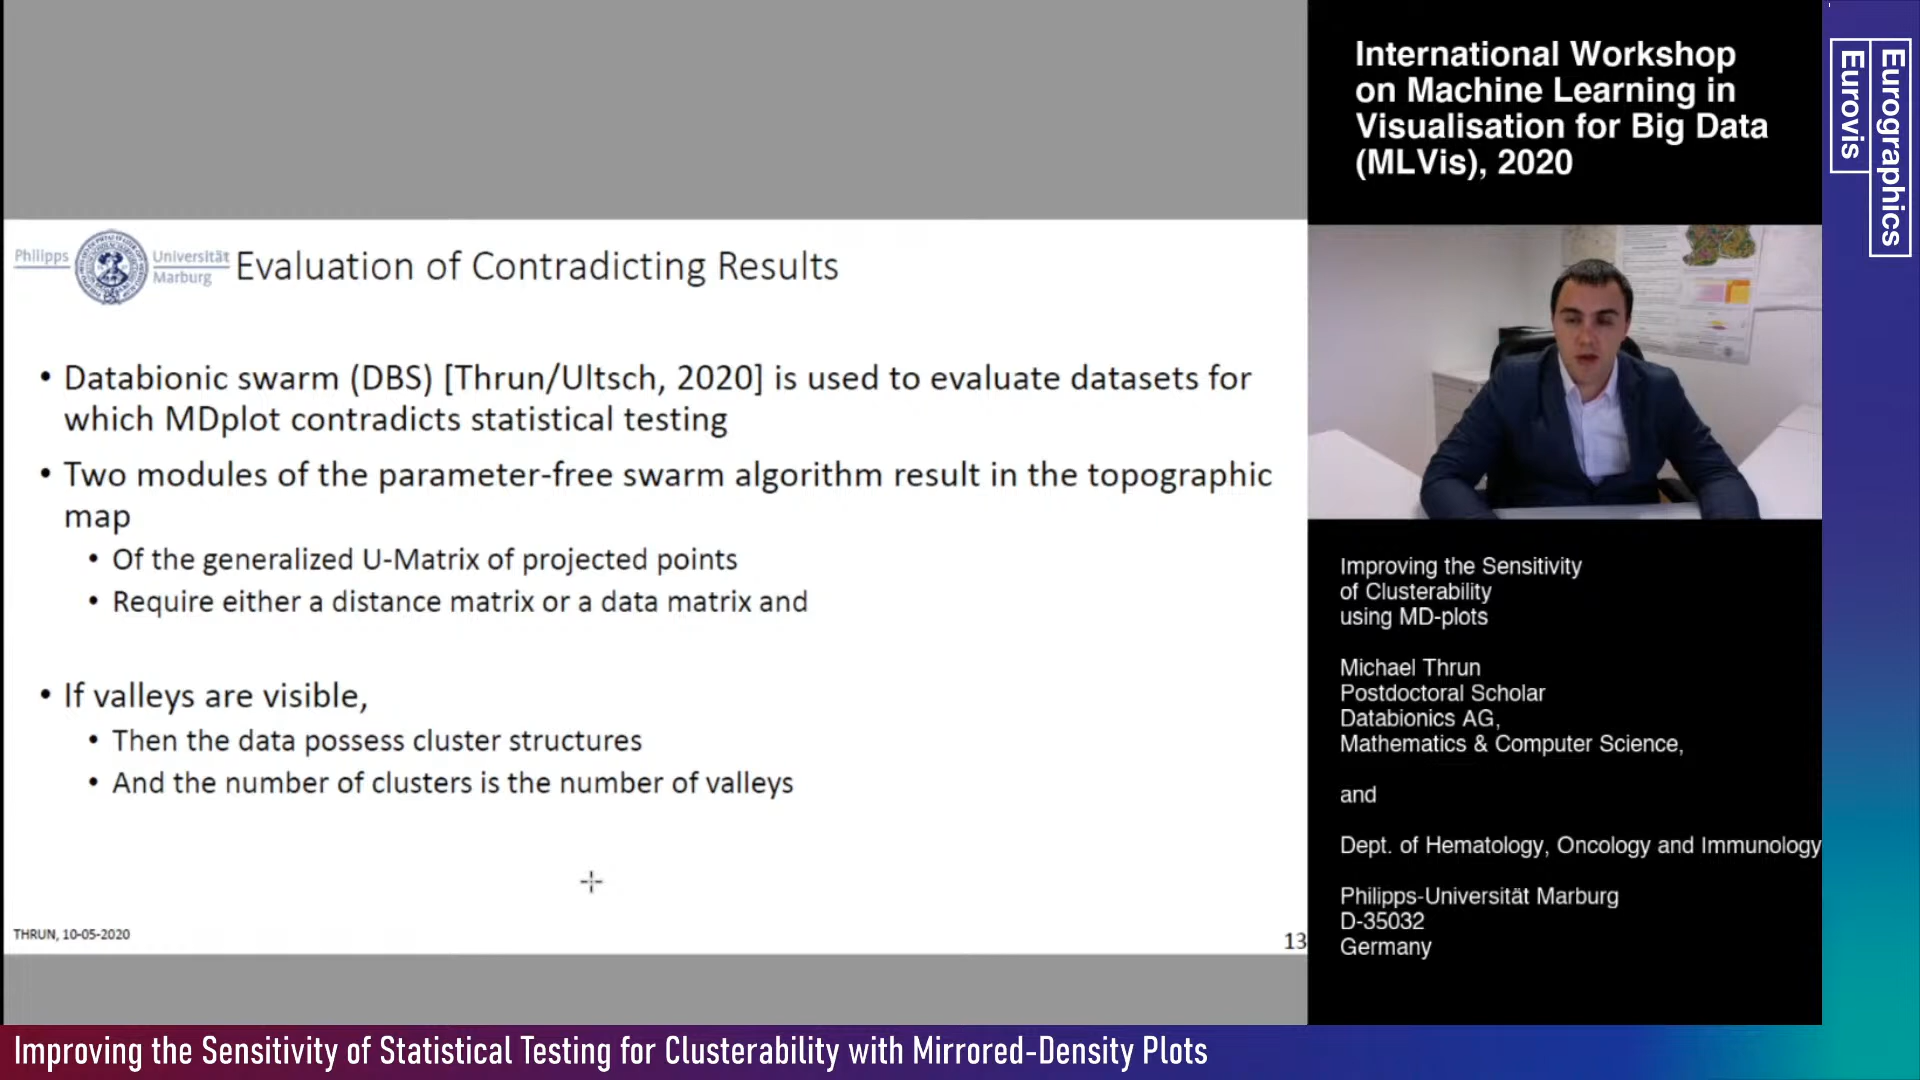 Philipps
Universität
Marburg
Evaluation of Contradicting Results
• Databionic swarm (DBS) [Thrun/Ultsch, 2020] is used to evaluate datasets for
which MDplot contradicts statistical testing
• Two modules of the parameter-free swarm algorithm result in the topographic
map
• Of the generalized U-Matrix of projected points
• Require either a distance matrix or a data matrix and
• If valleys are visible,
• Then the data possess cluster structures
• And the number of clusters is the number of valleys
THRUN, 10-05-2020
13
International Workshop
on Machine Learning in
Visualisation for Big Data
(MLVis), 2020
Improving the Sensitivity
of Clusterability
using MD-plots
Michael Thrun
Postdoctoral Scholar
Databionics AG,
Mathematics & Computer Science,
and
Dept. of Hematology, Oncology and Immunology
Philipps-Universität Marburg
D-35032
Germany
Eurographics
Eurovis
Improving the Sensitivity of Statistical Testing for Clusterability with Mirrored-Density Plots